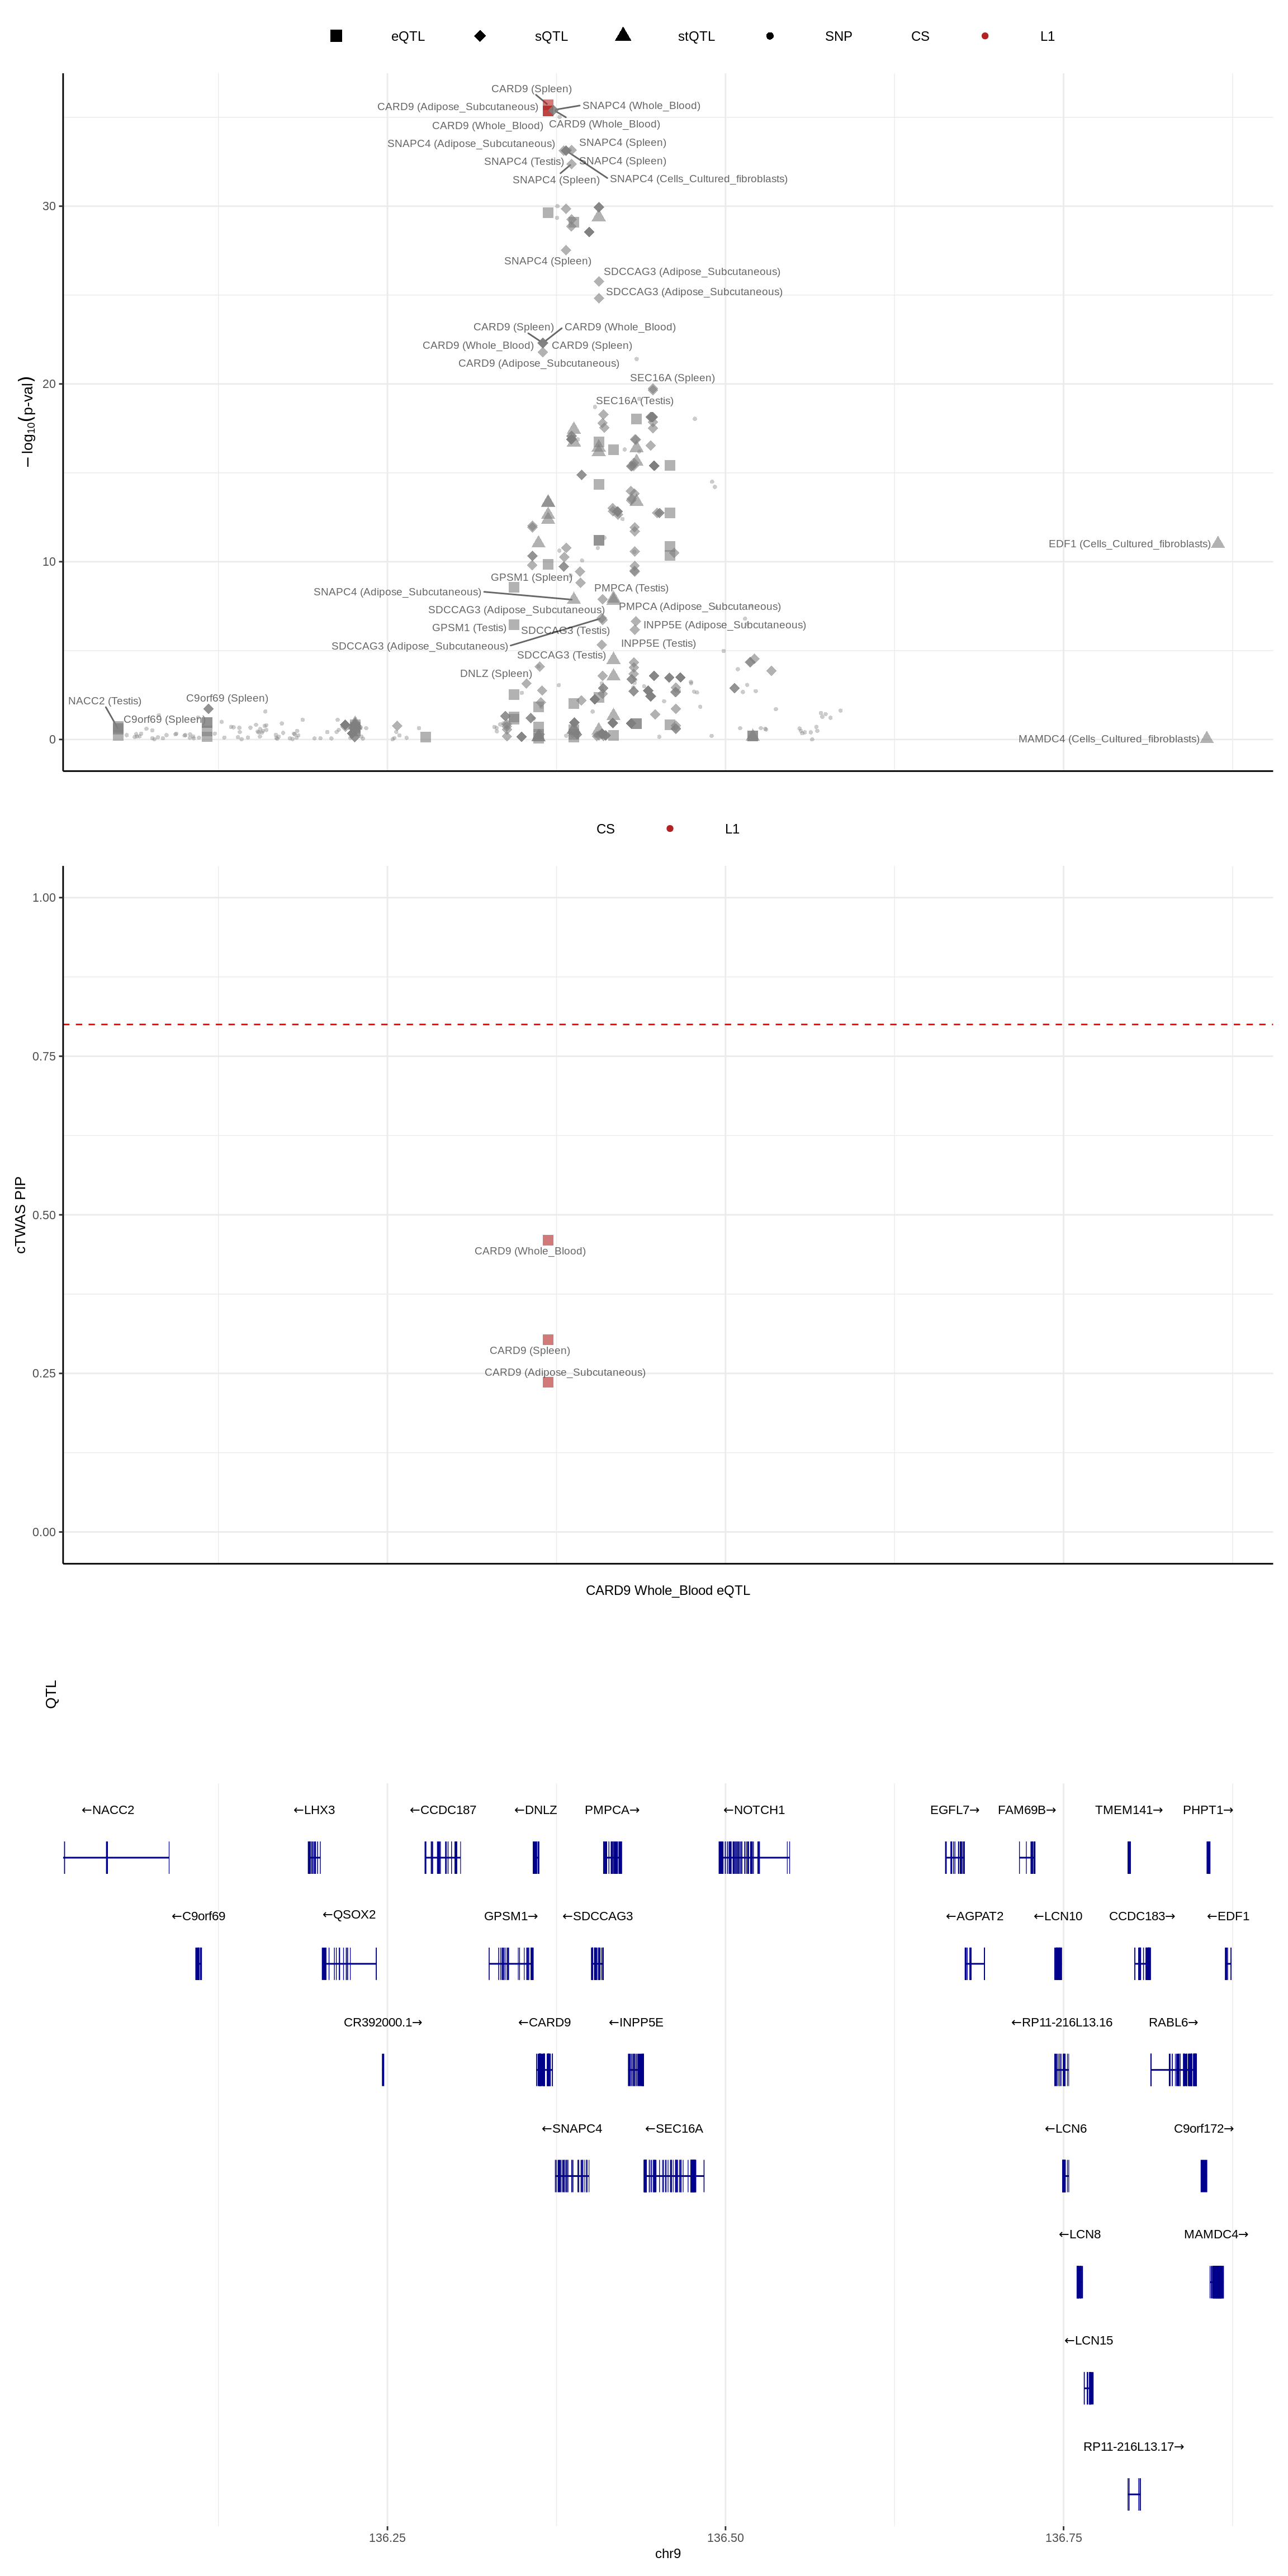 eQTL sQTL stQTL SNP CS L1
CARD9 (Spleen)
CARD9 (Adipose_Subcutaneous) SNAPC4 (Whole_Blood)
CARD9 (Whole_Blood) CARD9 (Whole_Blood)
SNAPC4 (Adipose_Subcutaneous) SNAPC4 (Spleen)
SNAPC4 (Testis) SNAPC4 (Spleen)
SNAPC4 (Spleen) SNAPC4 (Cells_Cultured_fibroblasts)
30
SNAPC4 (Spleen)
SDCCAG3 (Adipose_Subcutaneous)
SDCCAG3 (Adipose_Subcutaneous)
CARD9 (Spleen) CARD9 (Whole_Blood)
CARD9 (Whole_Blood) CARD9 (Spleen)
CARD9 (Adipose_Subcutaneous)
SEC16A (Spleen)
20
SEC16A (Testis)
− log10(p-val)
EDF1 (Cells_Cultured_fibroblasts)
10
GPSM1 (Spleen)
SNAPC4 (Adipose_Subcutaneous) PMPCA (Testis)
SDCCAG3 (Adipose_Subcutaneous) PMPCA (Adipose_Subcutaneous)
GPSM1 (Testis) SDCCAG3 (Testis) INPP5E (Adipose_Subcutaneous)
SDCCAG3 (Adipose_Subcutaneous) INPP5E (Testis)
SDCCAG3 (Testis)
DNLZ (Spleen)
NACC2 (Testis) C9orf69 (Spleen)
C9orf69 (Spleen)
0
MAMDC4 (Cells_Cultured_fibroblasts)
CS L1
1.00
0.75
0.50
cTWAS PIP
CARD9 (Whole_Blood)
CARD9 (Spleen)
CARD9 (Adipose_Subcutaneous)
0.25
0.00
CARD9 Whole_Blood eQTL
QTL
←NACC2 ←LHX3 ←CCDC187 ←DNLZ PMPCA→ ←NOTCH1 EGFL7→ FAM69B→ TMEM141→ PHPT1→
←C9orf69 ←QSOX2 GPSM1→ ←SDCCAG3 ←AGPAT2 ←LCN10 CCDC183→ ←EDF1
CR392000.1→ ←CARD9 ←INPP5E ←RP11-216L13.16 RABL6→
←SNAPC4 ←SEC16A ←LCN6 C9orf172→
←LCN8 MAMDC4→
←LCN15
RP11-216L13.17→
136.25 136.50 136.75
chr9